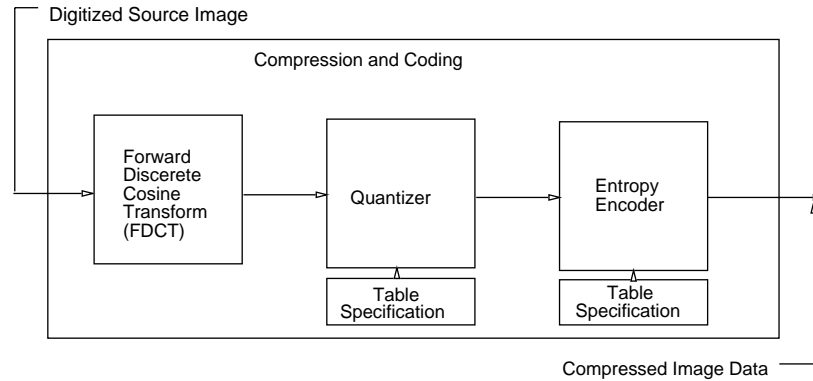 Digitized Source Image
Compression and Coding
Forward
Discerete
Cosine
Transform
(FDCT)
Quantizer
Entropy
Encoder
Table
Specification
Table
Specification
Compressed Image Data